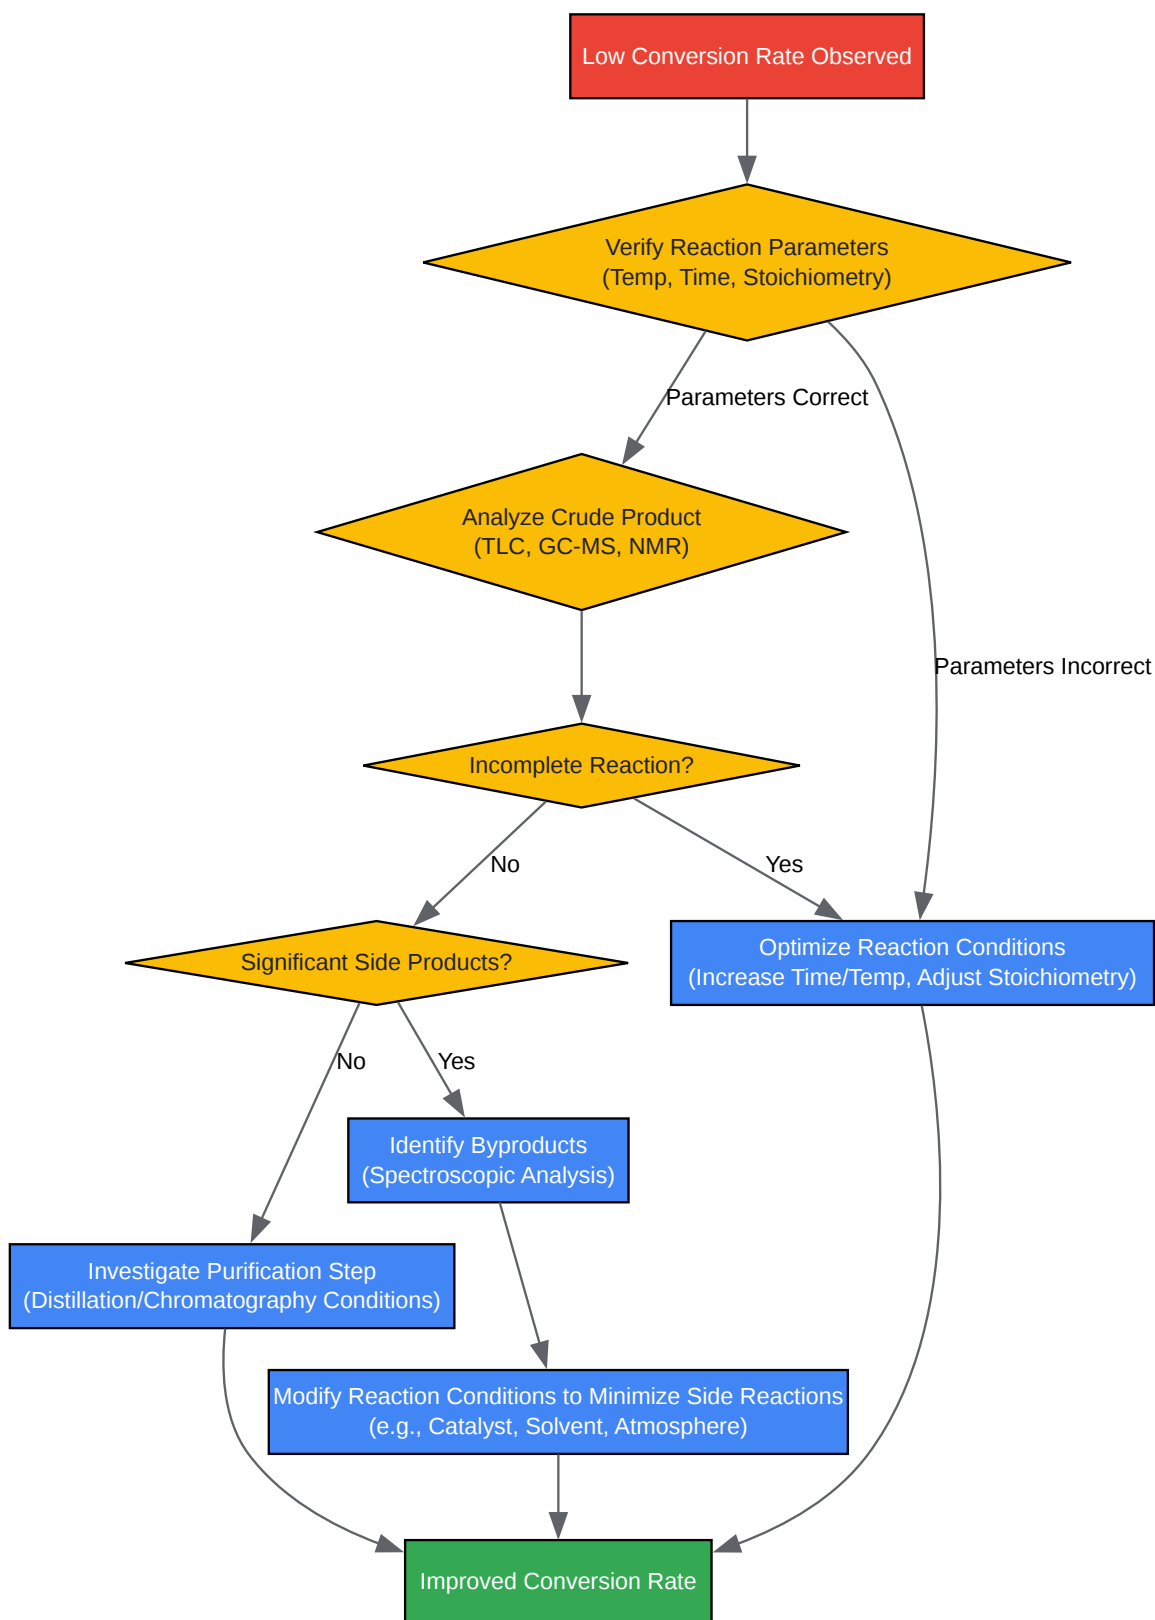 Low Conversion Rate Observed
Verify Reaction Parameters
(Temp, Time, Stoichiometry)
Parameters Correct
Analyze Crude Product
(TLC, GC-MS, NMR)
Parameters Incorrect
Incomplete Reaction?
No
Yes
Significant Side Products?
Optimize Reaction Conditions
(Increase Time/Temp, Adjust Stoichiometry)
No
Yes
Identify Byproducts
(Spectroscopic Analysis)
Investigate Purification Step
(Distillation/Chromatography Conditions)
Modify Reaction Conditions to Minimize Side Reactions
(e.g., Catalyst, Solvent, Atmosphere)
Improved Conversion Rate